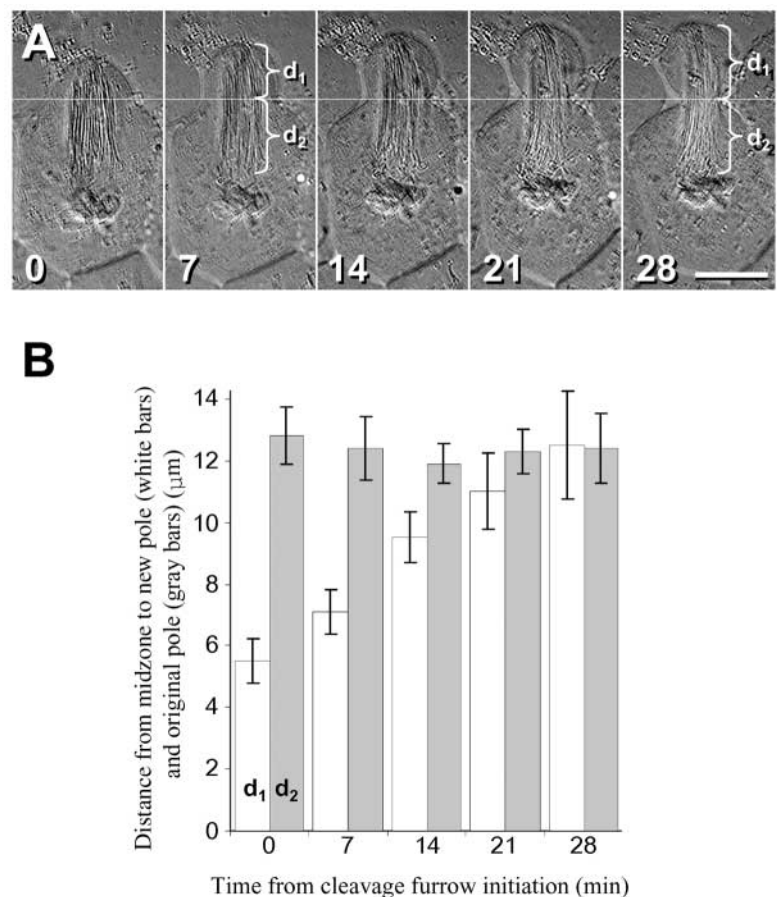 A
d₁
d₂
d₁
d₂
0
7
14
21
28
B
Distance from midzone to new pole (white bars)
and original pole (gray bars) (μm)
14
12
10
8
6
4
2
0
d₁ d₂
0 7 14 21 28
Time from cleavage furrow initiation (min)